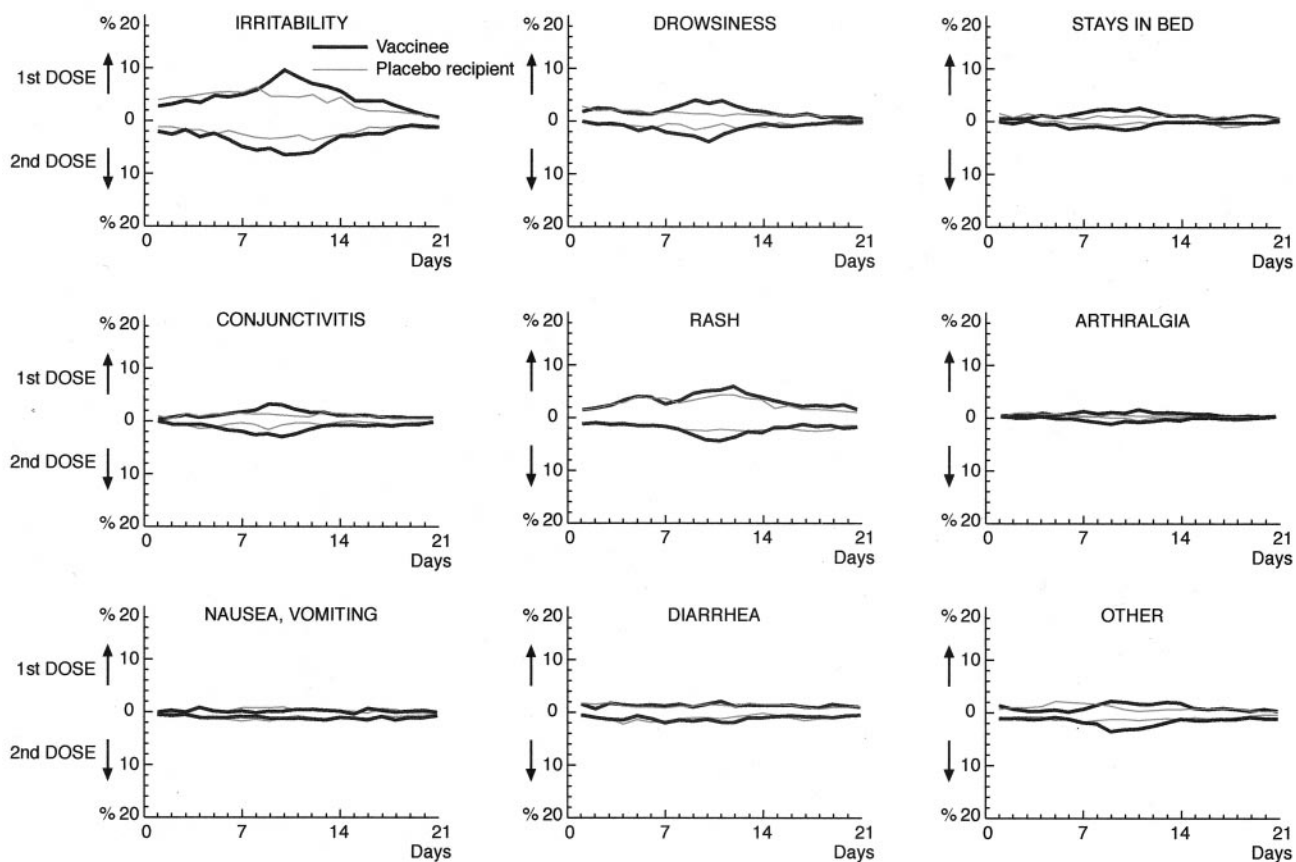 IRRITABILITY
DROWSINESS
STAYS IN BED
% 20
Vaccinee
Placebo recipient
1st DOSE
10
0
2nd DOSE
10
% 20
0 7 14 21
Days
% 20
10
0
10
% 20
0 7 14 21
Days
% 20
10
0
10
% 20
0 7 14 21
Days
CONJUNCTIVITIS
RASH
ARTHRALGIA
% 20
1st DOSE
10
0
2nd DOSE
10
% 20
0 7 14 21
Days
% 20
10
0
10
% 20
0 7 14 21
Days
% 20
10
0
10
% 20
0 7 14 21
Days
NAUSEA, VOMITING
DIARRHEA
OTHER
% 20
1st DOSE
10
0
2nd DOSE
10
% 20
0 7 14 21
Days
% 20
10
0
10
% 20
0 7 14 21
Days
% 20
10
0
10
% 20
0 7 14 21
Days